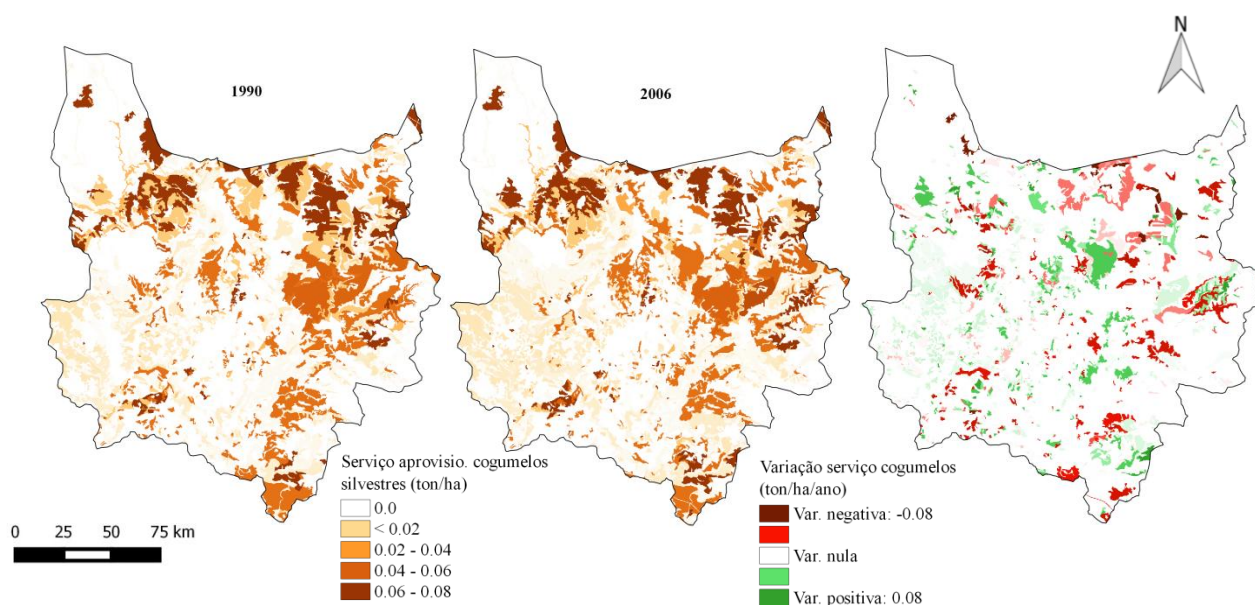 N
1990
2006
Serviço aprovisio. cogumelos
silvestres (ton/ha)
0.0
< 0.02
0.02 - 0.04
0.04 - 0.06
0.06 - 0.08
Variação serviço cogumelos
(ton/ha/ano)
Var. negativa: -0.08
Var. nula
Var. positiva: 0.08
0 25 50 75 km